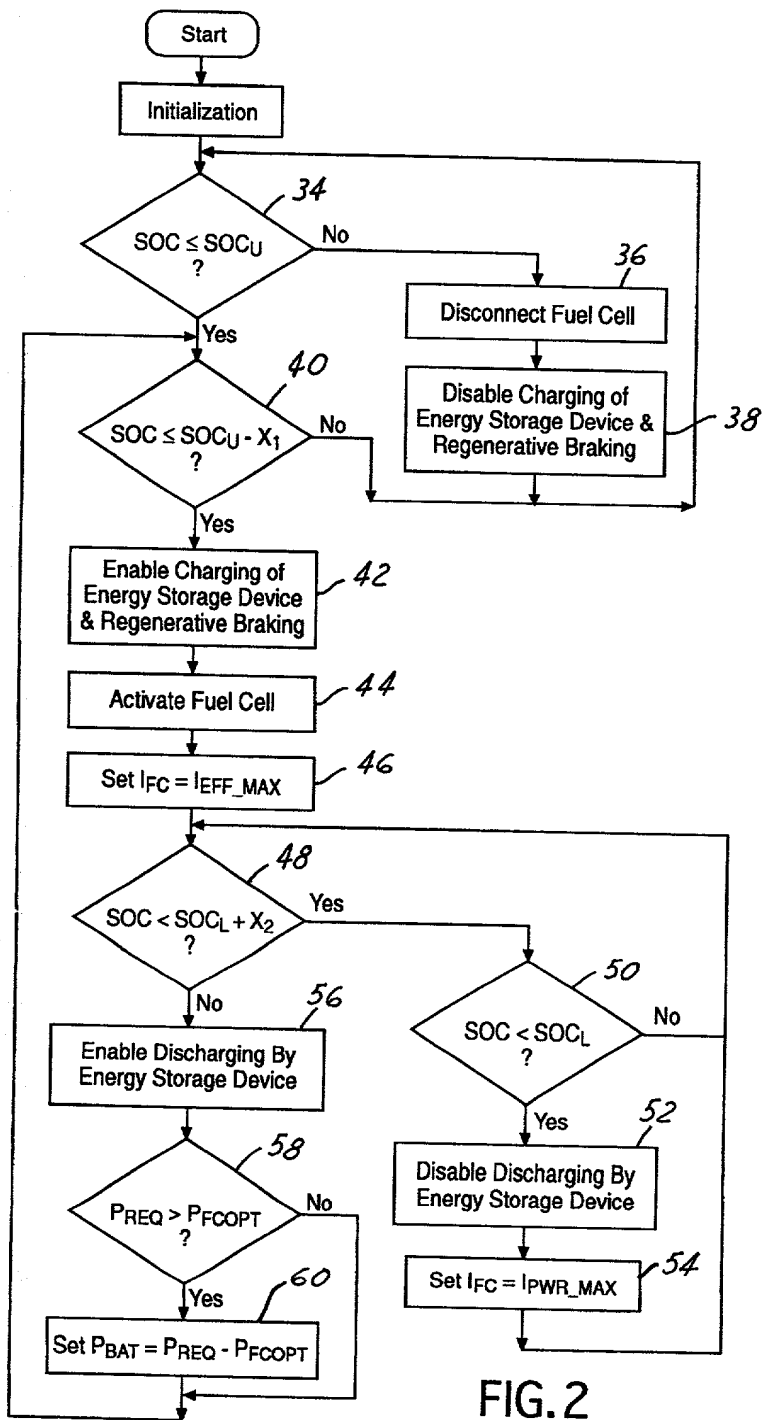 Start
Initialization
34
SOC ≤ SOCU
?
No
Yes
36
Disconnect Fuel Cell
Disable Charging of
Energy Storage Device &
Regenerative Braking
38
40
SOC ≤ SOCU - X1
?
No
Yes
Enable Charging of
Energy Storage Device
& Regenerative Braking
42
Activate Fuel Cell
44
Set IFC = IEFF_MAX
46
48
SOC < SOCL + X2
?
Yes
No
50
SOC < SOCL
?
No
Yes
52
Disable Discharging By
Energy Storage Device
Set IFC = IPWR_MAX
54
56
Enable Discharging By
Energy Storage Device
58
PREQ > PFCOPT
?
No
Yes
60
Set PBAT = PREQ - PFCOPT
FIG.2